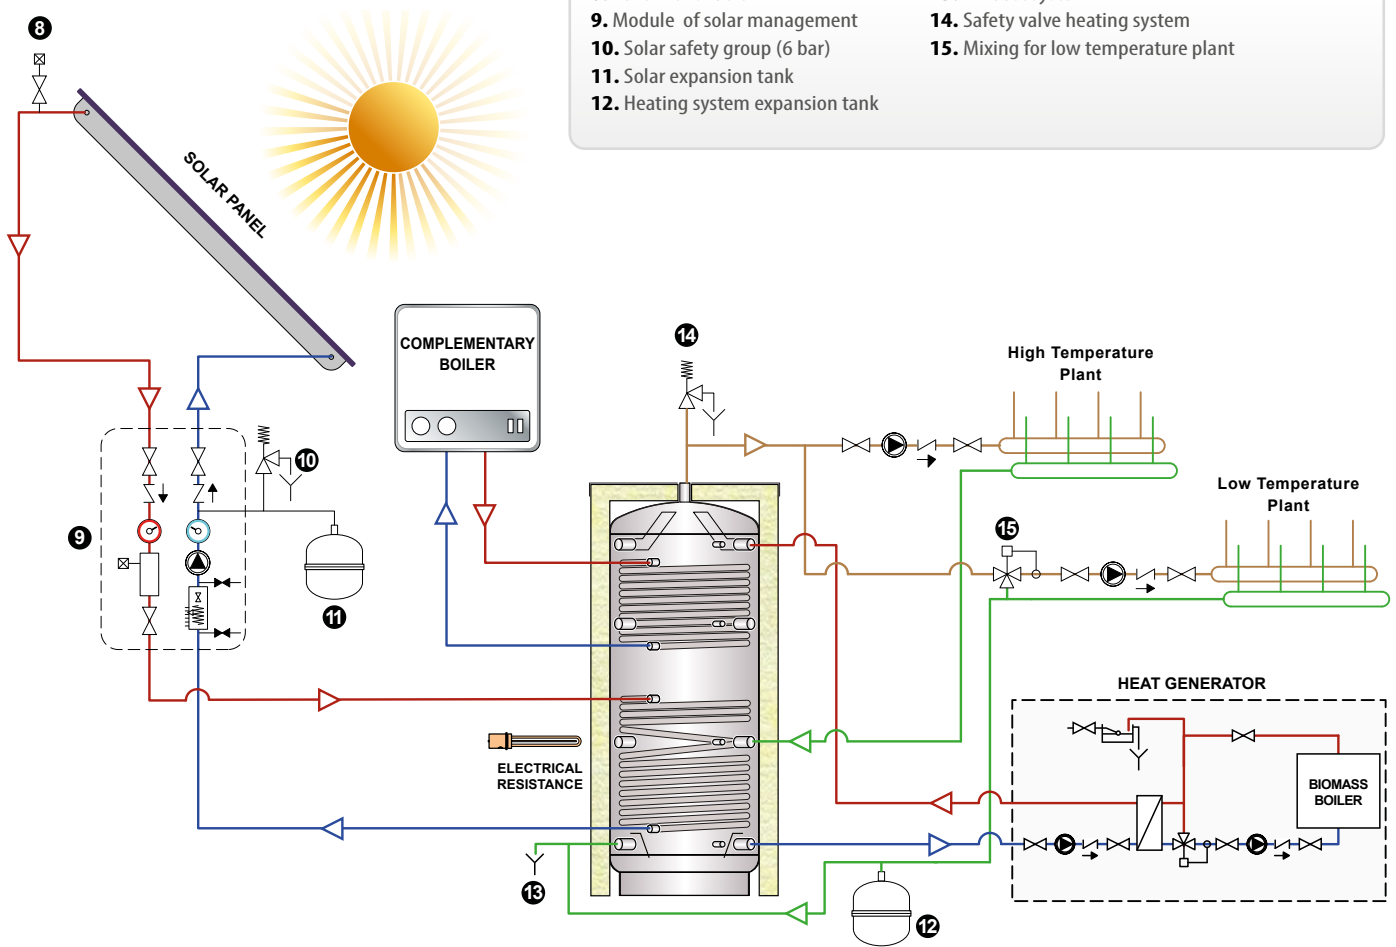 9. Module of solar management
10. Solar safety group (6 bar)
11. Solar expansion tank
12. Heating system expansion tank
14. Safety valve heating system
15. Mixing for low temperature plant
8
SOLAR PANEL
COMPLEMENTARY
BOILER
14
High Temperature
Plant
10
Low Temperature
Plant
9
15
11
HEAT GENERATOR
ELECTRICAL
RESISTANCE
BIOMASS
BOILER
13
12